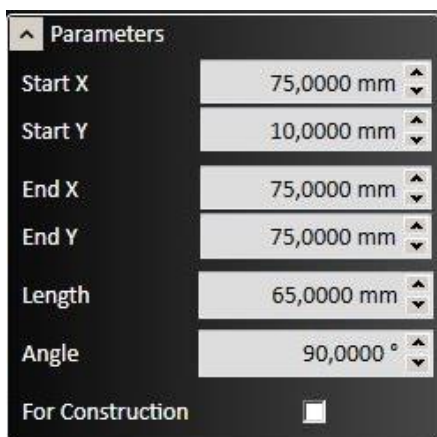 Parameters
Start X 75,0000 mm
Start Y 10,0000 mm
End X 75,0000 mm
End Y 75,0000 mm
Length 65,0000 mm
Angle 90,0000 °
For Construction